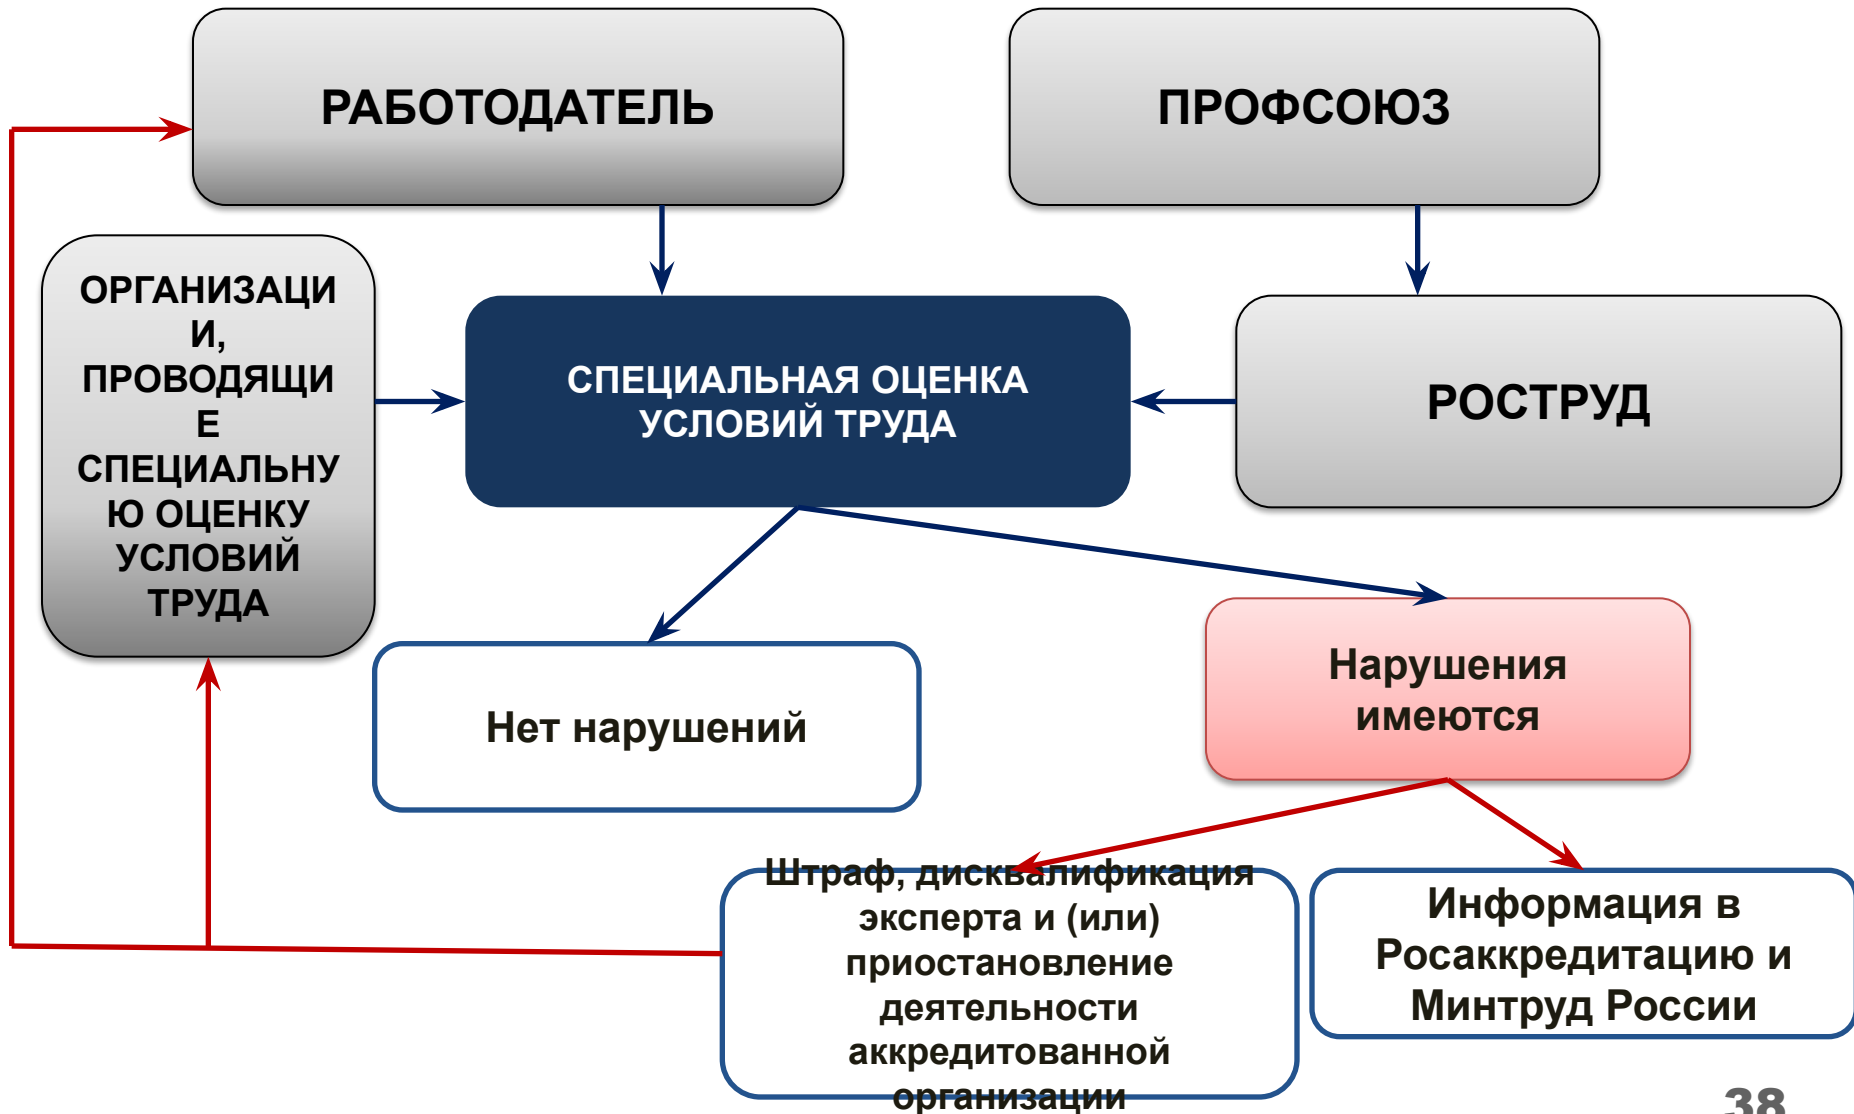 РАБОТОДАТЕЛЬ
ПРОФСОЮЗ
ОРГАНИЗАЦИ
И,
ПРОВОДЯЩИ
Е
СПЕЦИАЛЬНУ
Ю ОЦЕНКУ
УСЛОВИЙ
ТРУДА
СПЕЦИАЛЬНАЯ ОЦЕНКА
УСЛОВИЙ ТРУДА
РОСТРУД
Нет нарушений
Нарушения
имеются
Штраф, дисквалификация
эксперта и (или)
приостановление
деятельности
аккредитованной
организации
Информация в
Росаккредитацию и
Минтруд России
38